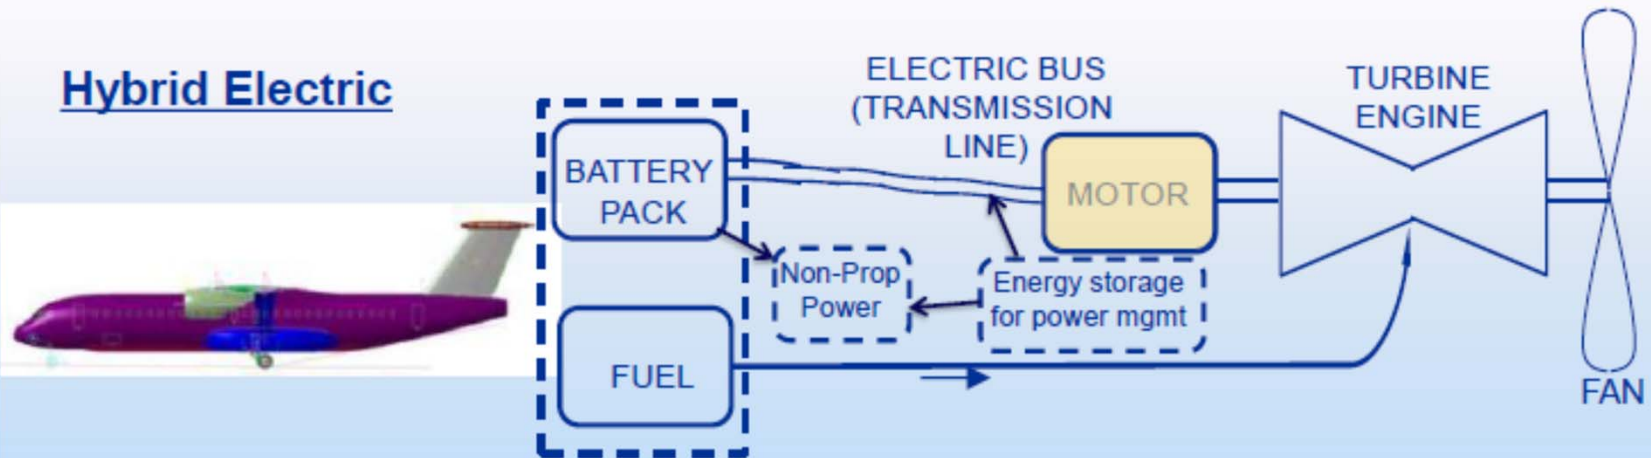 Hybrid Electric
BATTERY
PACK
FUEL
ELECTRIC BUS
(TRANSMISSION
LINE)
MOTOR
Non-Prop
Power
Energy storage
for power mgmt
TURBINE
ENGINE
FAN